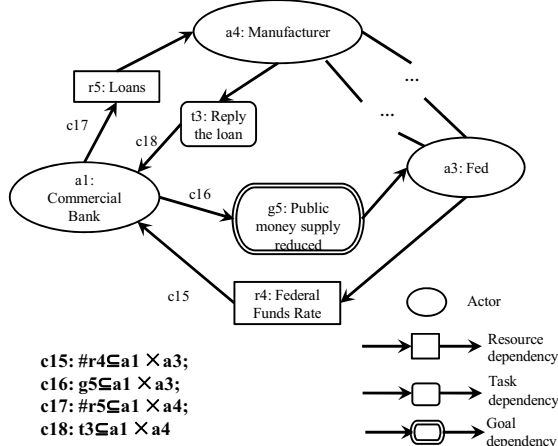 a4: Manufacturer
...
r5: Loans
t3: Reply
the loan
c17
c18
...
a3: Fed
a1:
Commercial
Bank
c16
g5: Public
money supply
reduced
c15
r4: Federal
Funds Rate
Actor
Resource
dependency
Task
dependency
Goal
dependency
c15: #r4⊆a1 ×a3;
c16: g5⊆a1 ×a3;
c17: #r5⊆a1 ×a4;
c18: t3⊆a1 ×a4